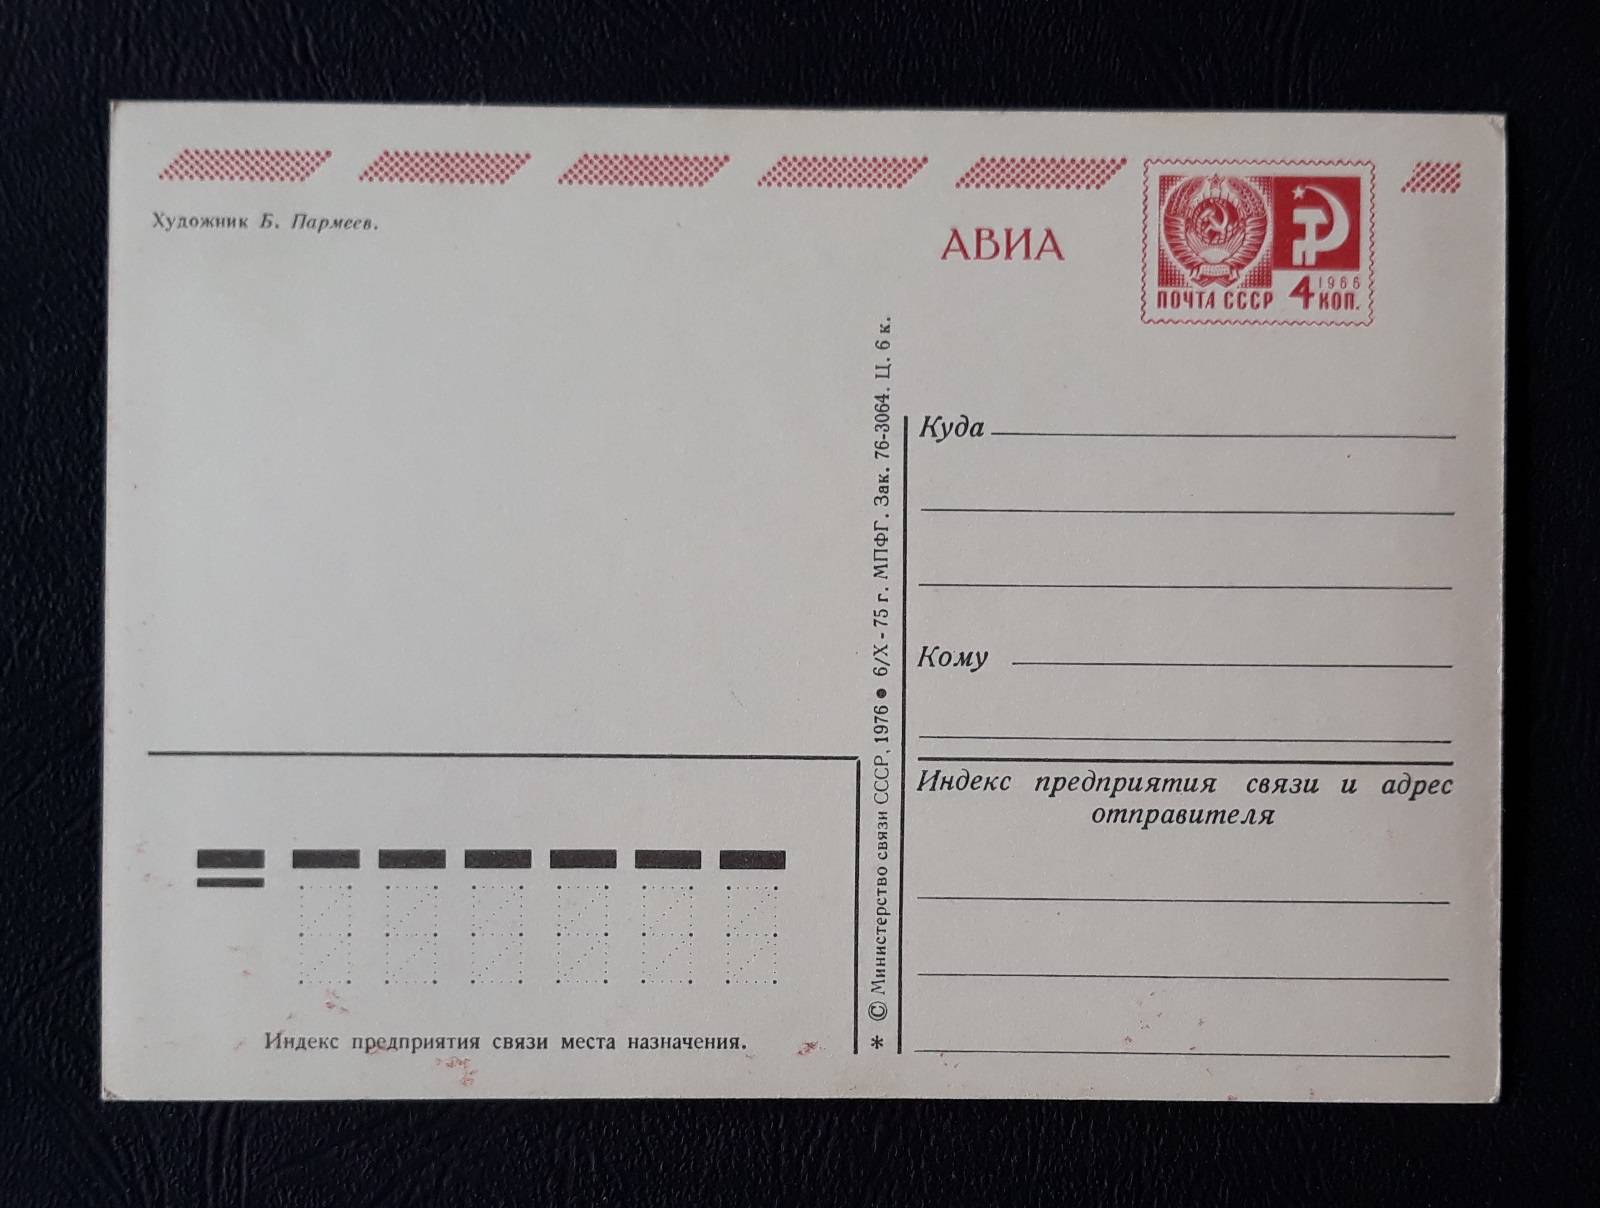 Художник Б. Пармеев.
АВИА
ПОЧТА СССР 4 1966 КОП.
Куда
Кому
Индекс предприятия связи и адрес
отправителя
* © Министерство связи СССР, 1976 ● 6/X - 75 г. МПФГ. Зак. 76-3064. Ц. 6 к.
Индекс предприятия связи места назначения.